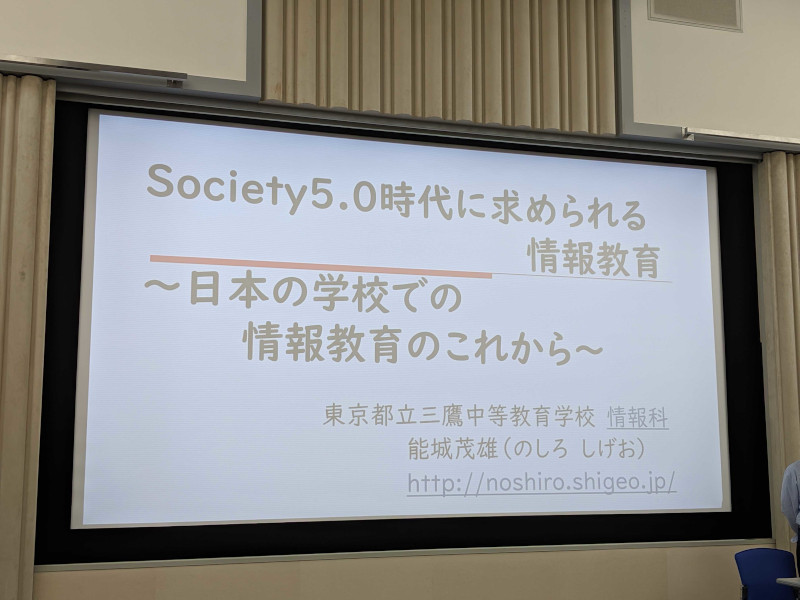 Society5.0時代に求められる
情報教育
～日本の学校での
情報教育のこれから～
東京都立三鷹中等教育学校 情報科
能城茂雄(のしろ しげお)
http://noshiro.shigeo.jp/